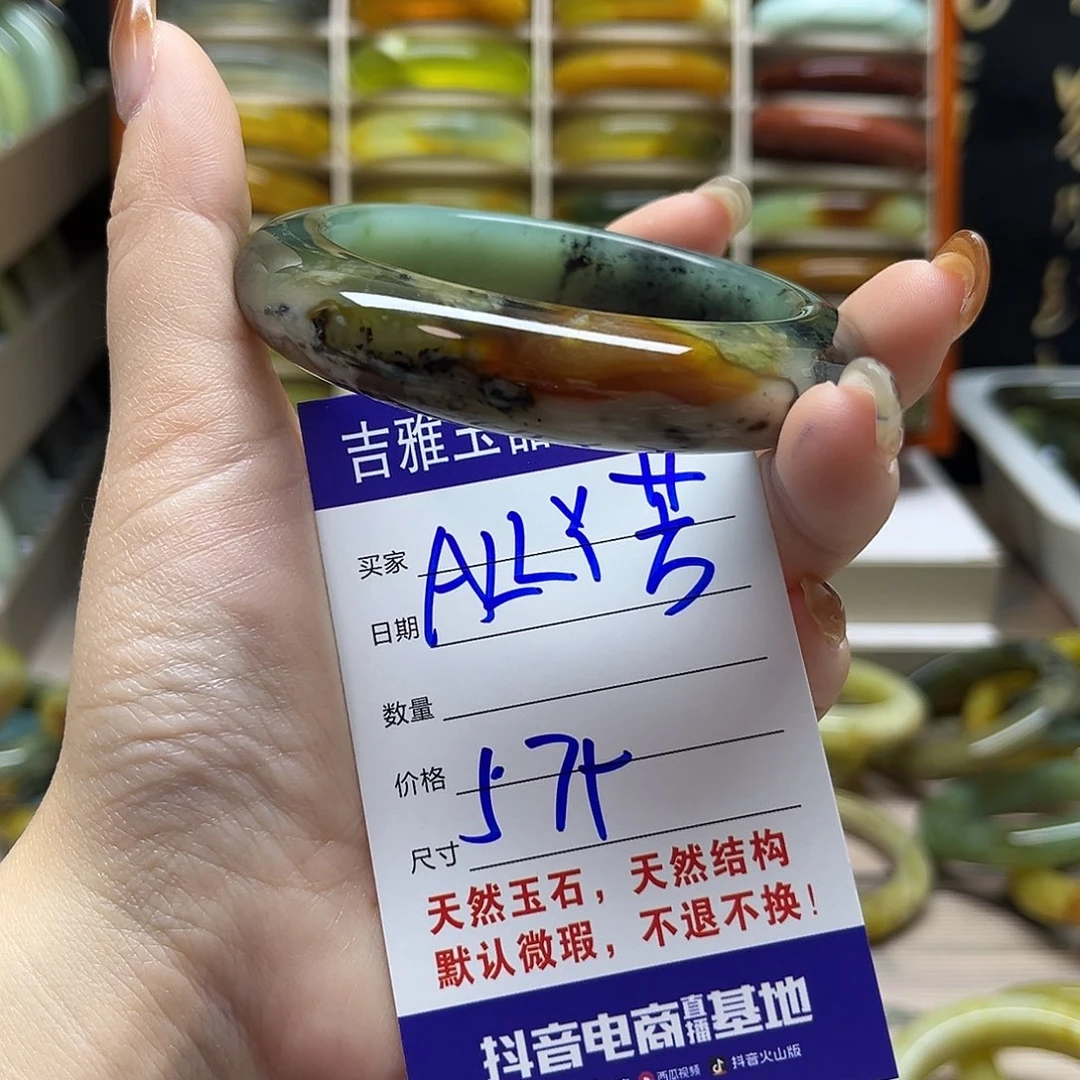 吉雅玉
买家 ALLY芳
日期
数量
价格 57
尺寸
天然玉石，天然结构
默认微瑕，不退不换！
抖音电商直播基地
西瓜视频 抖音火山版